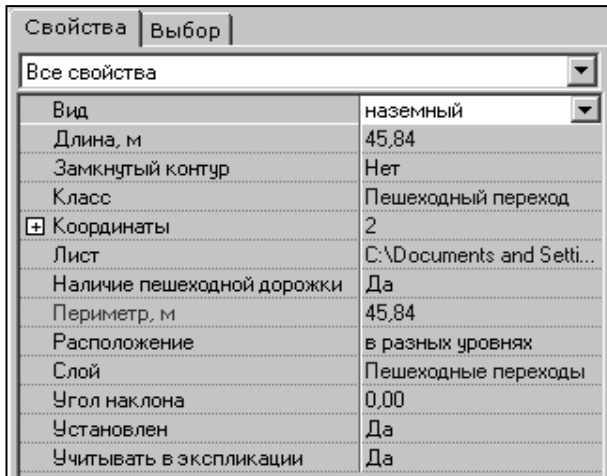 Свойства Выбор
Все свойства
Вид наземный
Длина, м 45,84
Замкнутый контур Нет
Класс Пешеходный переход
Координаты 2
Лист C:\Documents and Setti...
Наличие пешеходной дорожки Да
Периметр, м 45,84
Расположение в разных уровнях
Слой Пешеходные переходы
Угол наклона 0,00
Установлен Да
Учитывать в экспликации Да